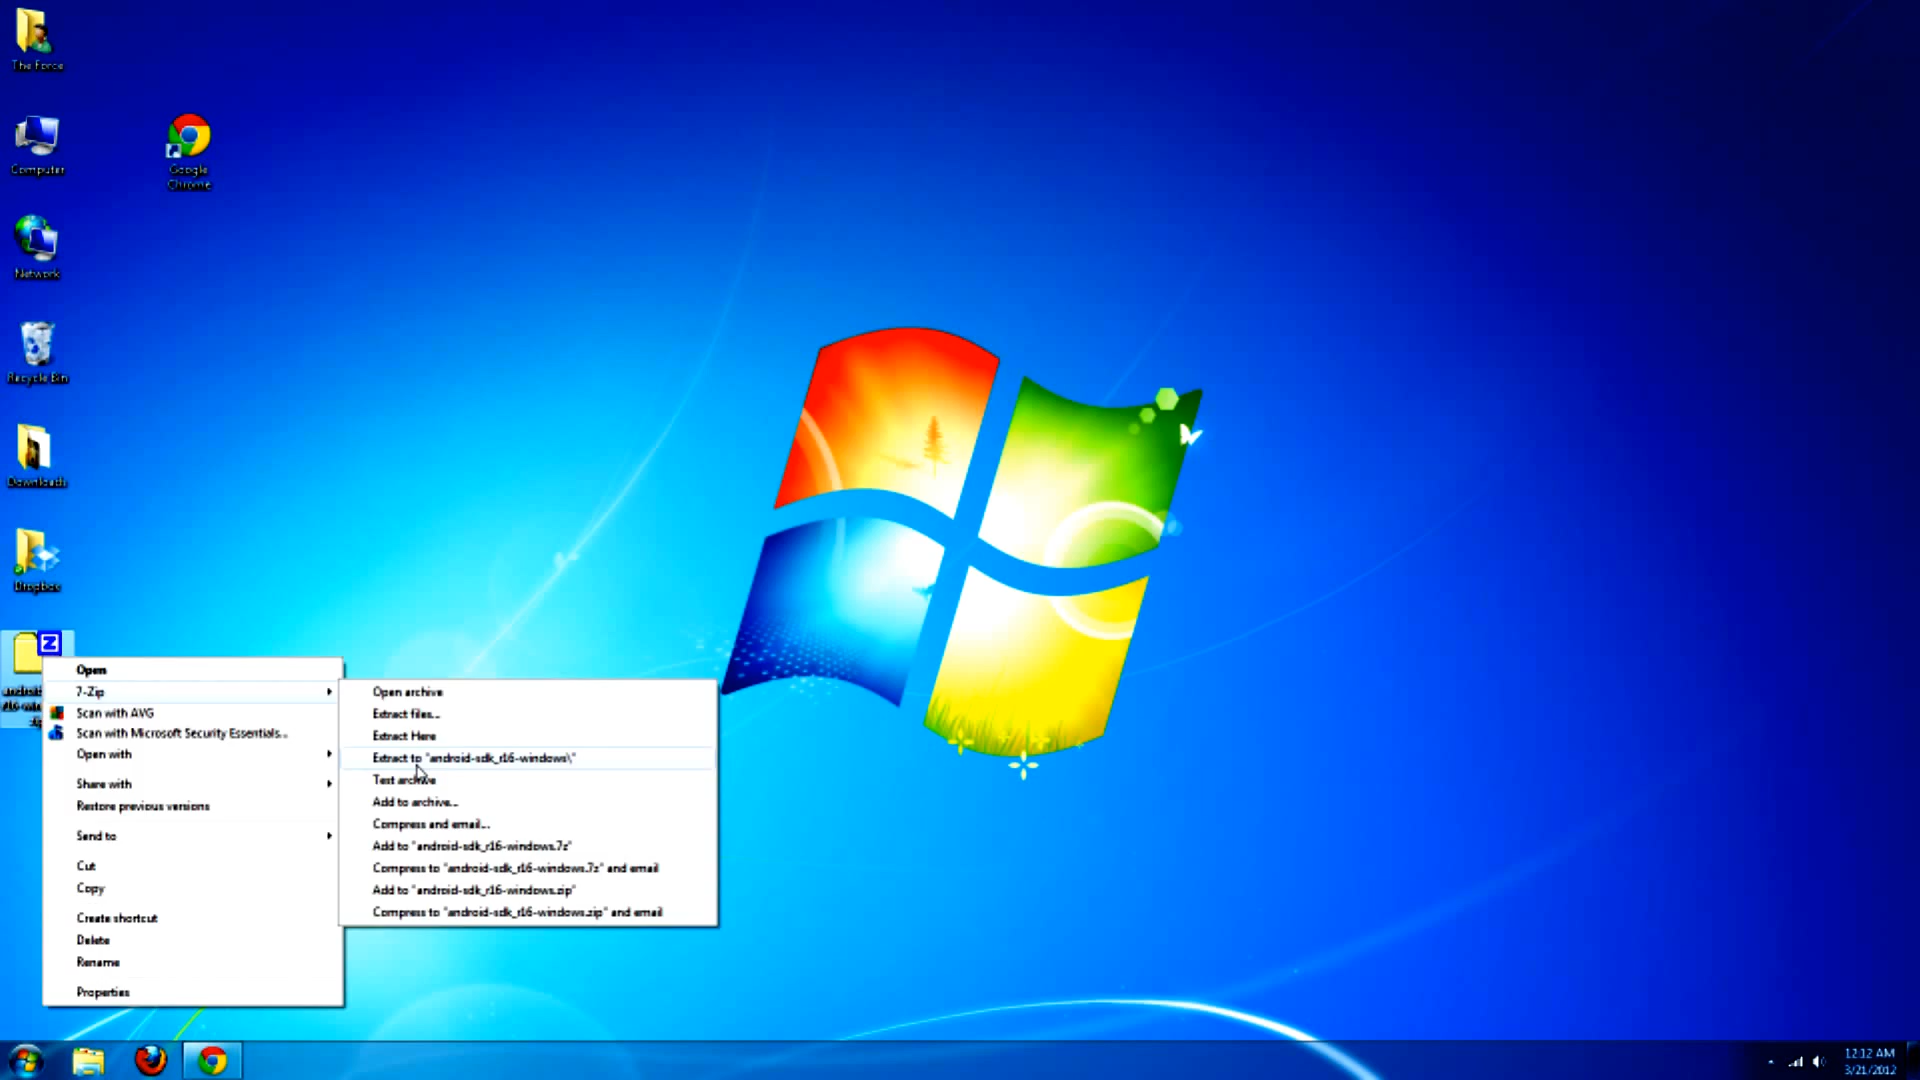 The Force
Computer
Google
Chrome
Network
Recycle Bin
Downloads
Dropbox
Z
Open
7-Zip
Scan with AVG
Scan with Microsoft Security Essentials...
Open with
Share with
Restore previous versions
Send to
Cut
Copy
Create shortcut
Delete
Rename
Properties
Open archive
Extract files...
Extract Here
Extract to "android-sdk_r16-windows\"
Test archive
Add to archive...
Compress and email...
Add to "android-sdk_r16-windows.7z"
Compress to "android-sdk_r16-windows.7z" and email
Add to "android-sdk_r16-windows.zip"
Compress to "android-sdk_r16-windows.zip" and email
12:12 AM
3/21/2012